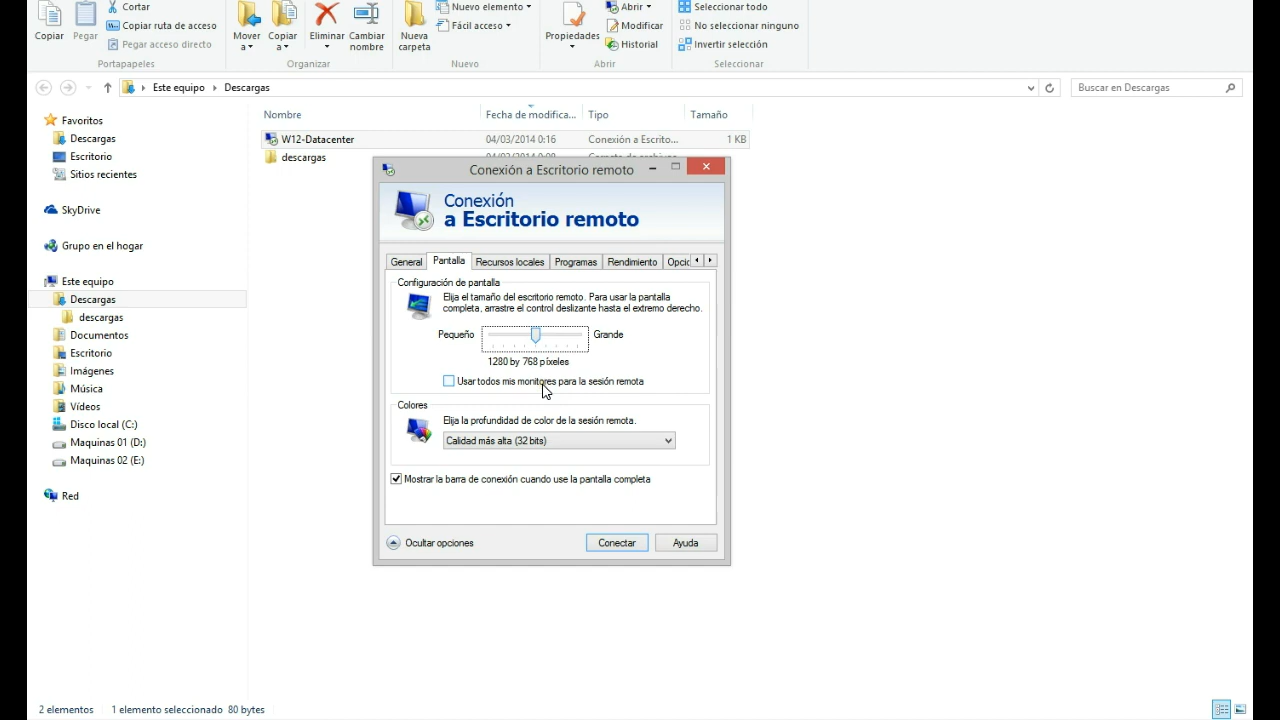 Copiar
Pegar
Cortar
Copiar ruta de acceso
Pegar acceso directo
Portapapeles
Mover
a
Copiar
a
Eliminar
Cambiar
nombre
Organizar
Nueva
carpeta
Nuevo elemento
Fácil acceso
Nuevo
Propiedades
Abrir
Modificar
Historial
Abrir
Seleccionar todo
No seleccionar ninguno
Invertir selección
Seleccionar
Este equipo
Descargas
Buscar en Descargas
Favoritos
Descargas
Escritorio
Sitios recientes
SkyDrive
Grupo en el hogar
Este equipo
Descargas
descargas
Documentos
Escritorio
Imágenes
Música
Vídeos
Disco local (C:)
Maquinas 01 (D:)
Maquinas 02 (E:)
Red
Nombre Fecha de modifica... Tipo Tamaño
W12-Datacenter 04/03/2014 0:16 Conexión a Escrito... 1 KB
descargas
Conexión a Escritorio remoto
Conexión
a Escritorio remoto
General Pantalla Recursos locales Programas Rendimiento Opcio
Configuración de pantalla
Elija el tamaño del escritorio remoto. Para usar la pantalla
completa, arrastre el control deslizante hasta el extremo derecho.
Pequeño Grande
1280 by 768 píxeles
Usar todos mis monitores para la sesión remota
Colores
Elija la profundidad de color de la sesión remota.
Calidad más alta (32 bits)
Mostrar la barra de conexión cuando use la pantalla completa
Ocultar opciones
Conectar
Ayuda
2 elementos 1 elemento seleccionado 80 bytes